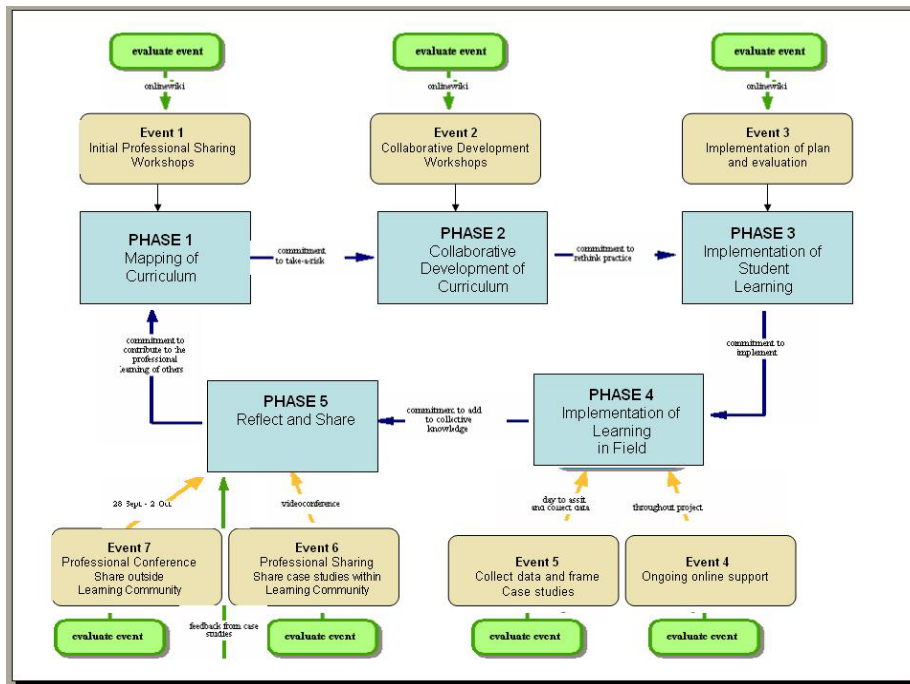 evaluate event
evaluate event
evaluate event
onlinewiki
onlinewiki
onlinewiki
Event 1
Initial Professional Sharing
Workshops
Event 2
Collaborative Development
Workshops
Event 3
Implementation of plan
and evaluation
PHASE 1
Mapping of
Curriculum
commitment
to take-a-risk
PHASE 2
Collaborative
Development of
Curriculum
commitment to
rethink practice
PHASE 3
Implementation of
Student
Learning
commitment to
contribute to the
professional
learning of others
commitment to
implement
PHASE 5
Reflect and Share
commitment to add
to collective
knowledge
PHASE 4
Implementation of
Learning
in Field
28 Sept - 2 Oct
videoconference
day to assit
and collect data
throughout project
Event 7
Professional Conference
Share outside
Learning Community
Event 6
Professional Sharing
Share case studies within
Learning Community
Event 5
Collect data and frame
Case studies
Event 4
Ongoing online support
evaluate event
feedback from case
studies
evaluate event
evaluate event
evaluate event